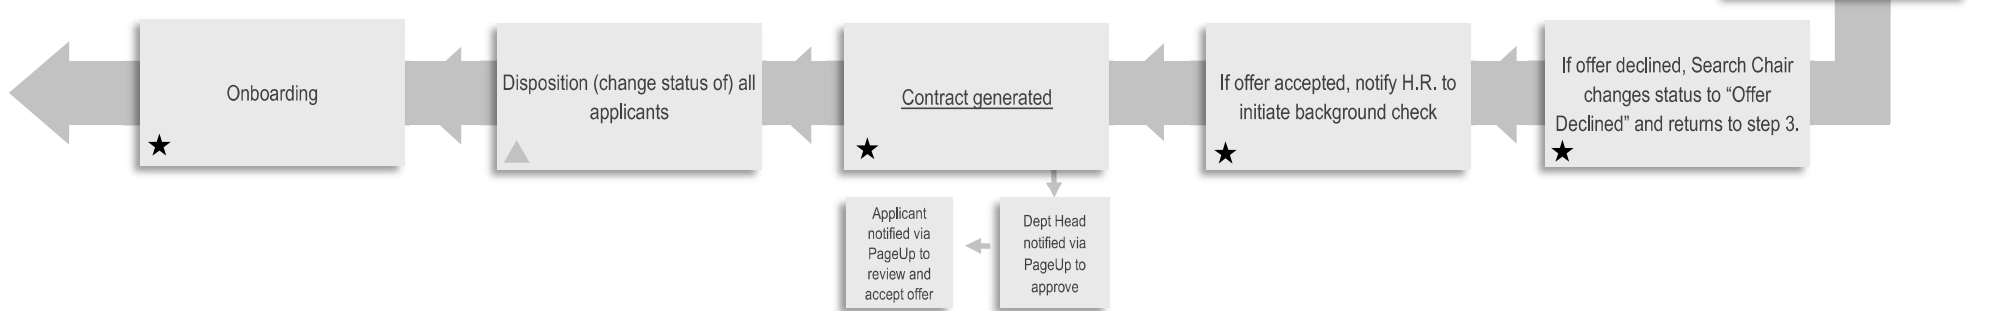 Onboarding
Disposition (change status of) all
applicants
Contract generated
If offer accepted, notify H.R. to
initiate background check
If offer declined, Search Chair
changes status to “Offer
Declined” and returns to step 3.
Applicant
notified via
PageUp to
review and
accept offer
Dept Head
notified via
PageUp to
approve